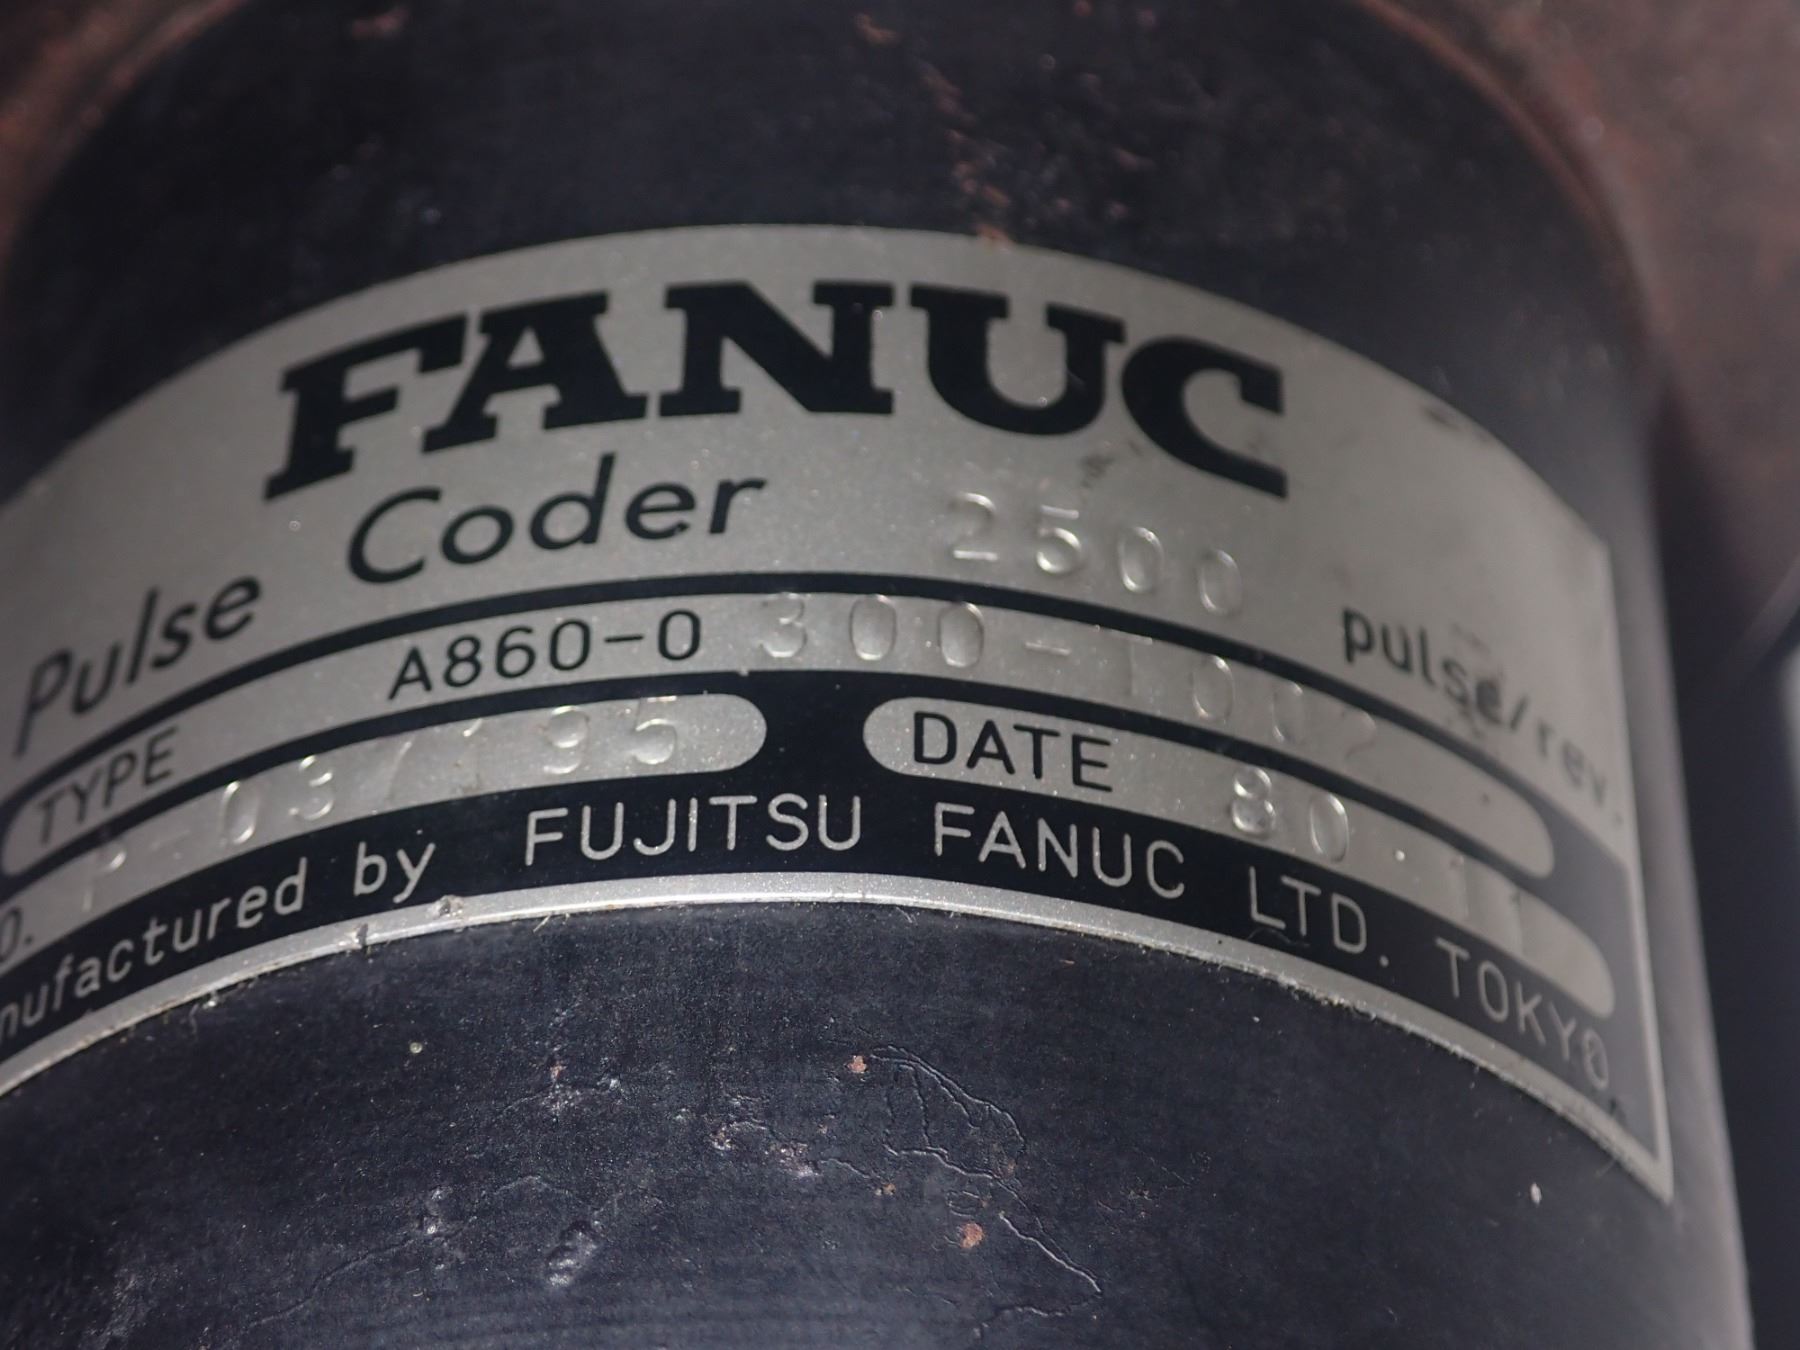 FANUC
Pulse Coder 2500 pulse/rev.
TYPE A860-0300-T002
O. P-037195 DATE 80.11
nufactured by FUJITSU FANUC LTD. TOKYO